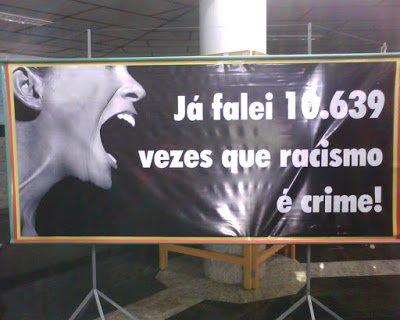 Já falei 10.639
vezes que racismo
é crime!